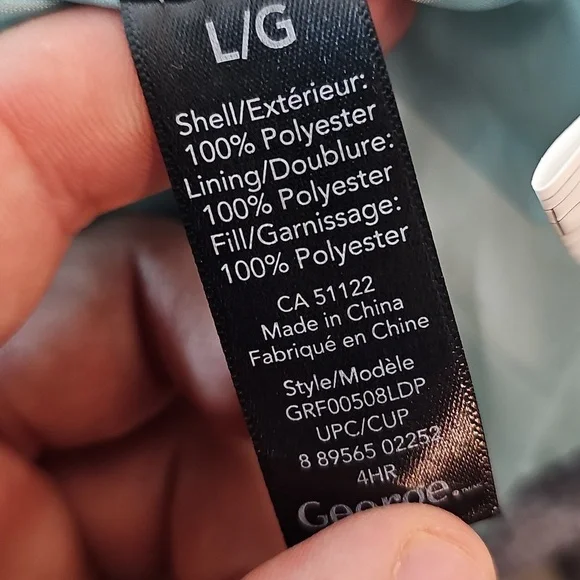 L/G
Shell/Extérieur:
100% Polyester
Lining/Doublure:
100% Polyester
Fill/Garnissage:
100% Polyester
CA 51122
Made in China
Fabriqué en Chine
Style/Modèle
GRF00508LDP
UPC/CUP
8 89565 02252
4HR
George.